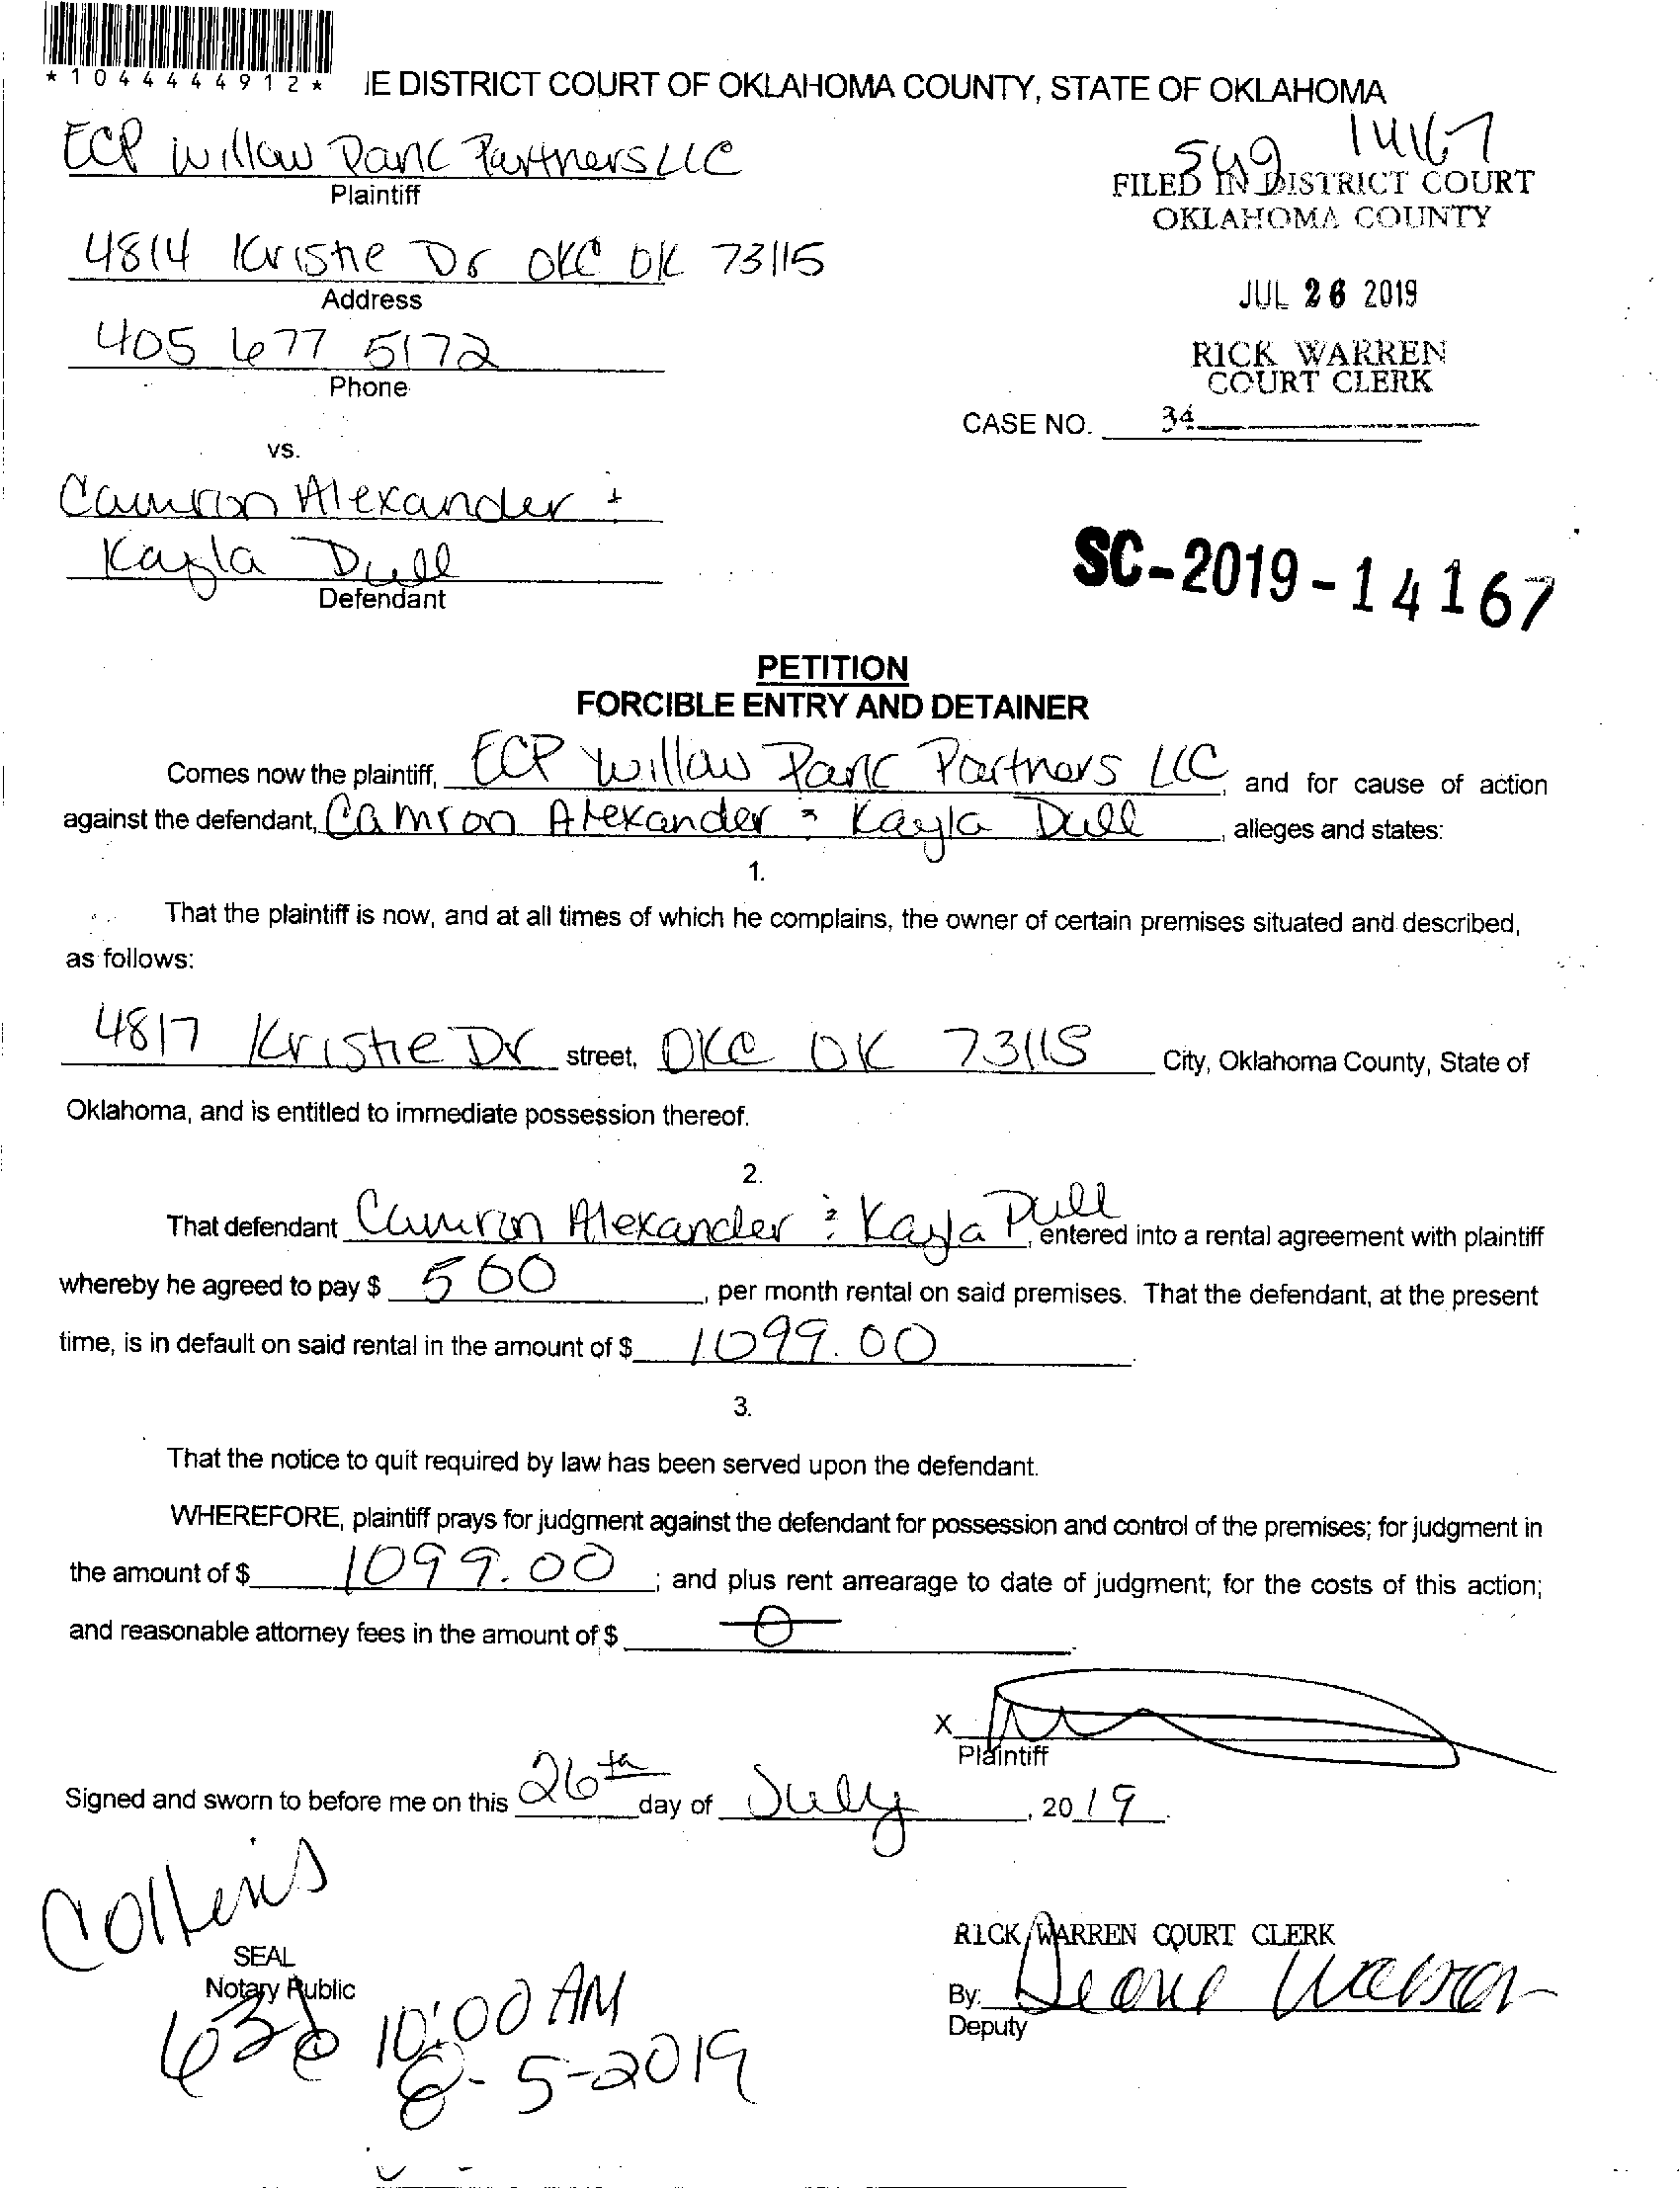 *1044444912*
IE DISTRICT COURT OF OKLAHOMA COUNTY, STATE OF OKLAHOMA
ECP Willow Park Partners LLC
Plaintiff
14167
FILED IN DISTRICT COURT
OKLAHOMA COUNTY
4814 Kristie Dr OKC OK 73115
Address
JUL 26 2019
405 677 5172
Phone
RICK WARREN
COURT CLERK
CASE NO. 34
vs.
Camron Alexander &
Kayla Dull
Defendant
SC-2019-14167
PETITION
FORCIBLE ENTRY AND DETAINER
Comes now the plaintiff, ECP Willow Park Partners LLC, and for cause of action
against the defendant, Camron Alexander & Kayla Dull, alleges and states:
1.
That the plaintiff is now, and at all times of which he complains, the owner of certain premises situated and described,
as follows:
4817 Kristie Dr street, OKC OK 73115 City, Oklahoma County, State of
Oklahoma, and is entitled to immediate possession thereof.
2.
That defendant Camron Alexander & Kayla Dull, entered into a rental agreement with plaintiff
whereby he agreed to pay $ 560, per month rental on said premises. That the defendant, at the present
time, is in default on said rental in the amount of $ 1099.00.
3.
That the notice to quit required by law has been served upon the defendant.
WHEREFORE, plaintiff prays for judgment against the defendant for possession and control of the premises; for judgment in
the amount of $ 1099.00; and plus rent arrearage to date of judgment; for the costs of this action;
and reasonable attorney fees in the amount of $ 0.
X
Plaintiff
Signed and sworn to before me on this 26th day of July, 2019.
Collins
SEAL
Notary Public
RICK WARREN COURT CLERK
By:
Deputy
10:00 AM
8-5-2019